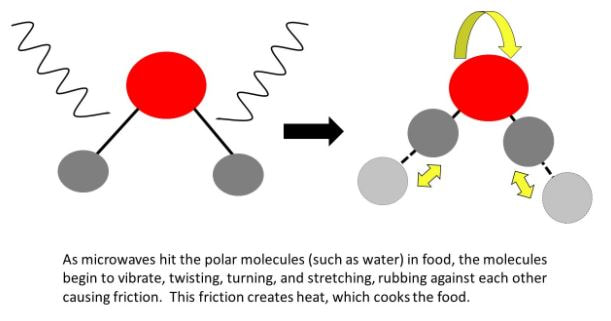 As microwaves hit the polar molecules (such as water) in food, the molecules
begin to vibrate, twisting, turning, and stretching, rubbing against each other
causing friction.  This friction creates heat, which cooks the food.